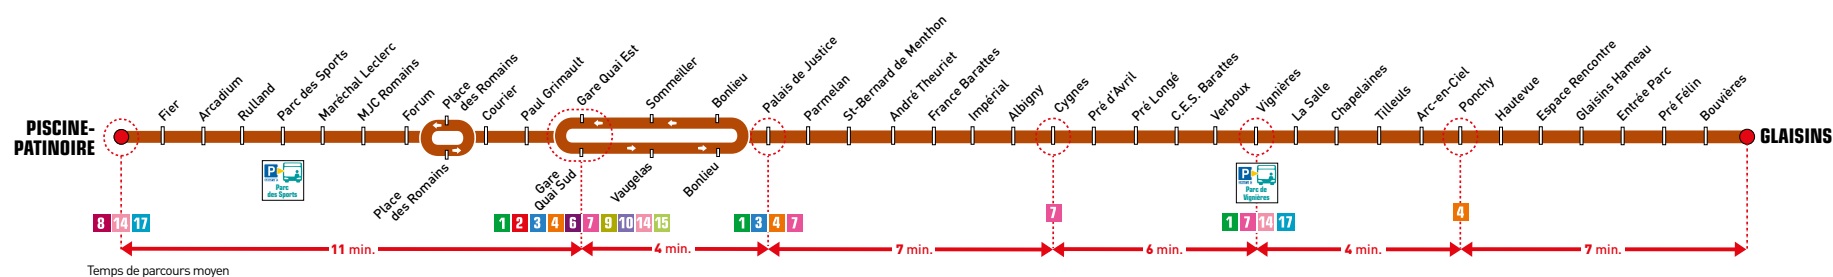 PISCINE-
PATINOIRE
Fier
Arcadium
Rulland
Parc des Sports
Maréchal Leclerc
MJC Romains
Forum
Place
des Romains
Courier
Paul Grimault
Gare Quai Est
Sommeiller
Bonlieu
Palais de Justice
Parmelan
St-Bernard de Menthon
André Theuriet
France Barattes
Impérial
Albigny
Cygnes
Pré d'Avril
Pré Longé
C.E.S. Barattes
Verboux
Vignières
La Salle
Chapelaines
Tilleuls
Arc-en-Ciel
Ponchy
Hautevue
Espace Rencontre
Glaisins Hameau
Entrée Parc
Pré Félin
Bouvières
GLAISINS
P
Parc
des Sports
Place
des Romains
Gare
Quai Sud
Vaugelas
Bonlieu
P
Parc de
Vignières
8 14 17
1 2 3 4 6 7 9 10 14 15
1 3 4 7
7
1 7 14 17
4
11 min.
4 min.
7 min.
6 min.
4 min.
7 min.
Temps de parcours moyen